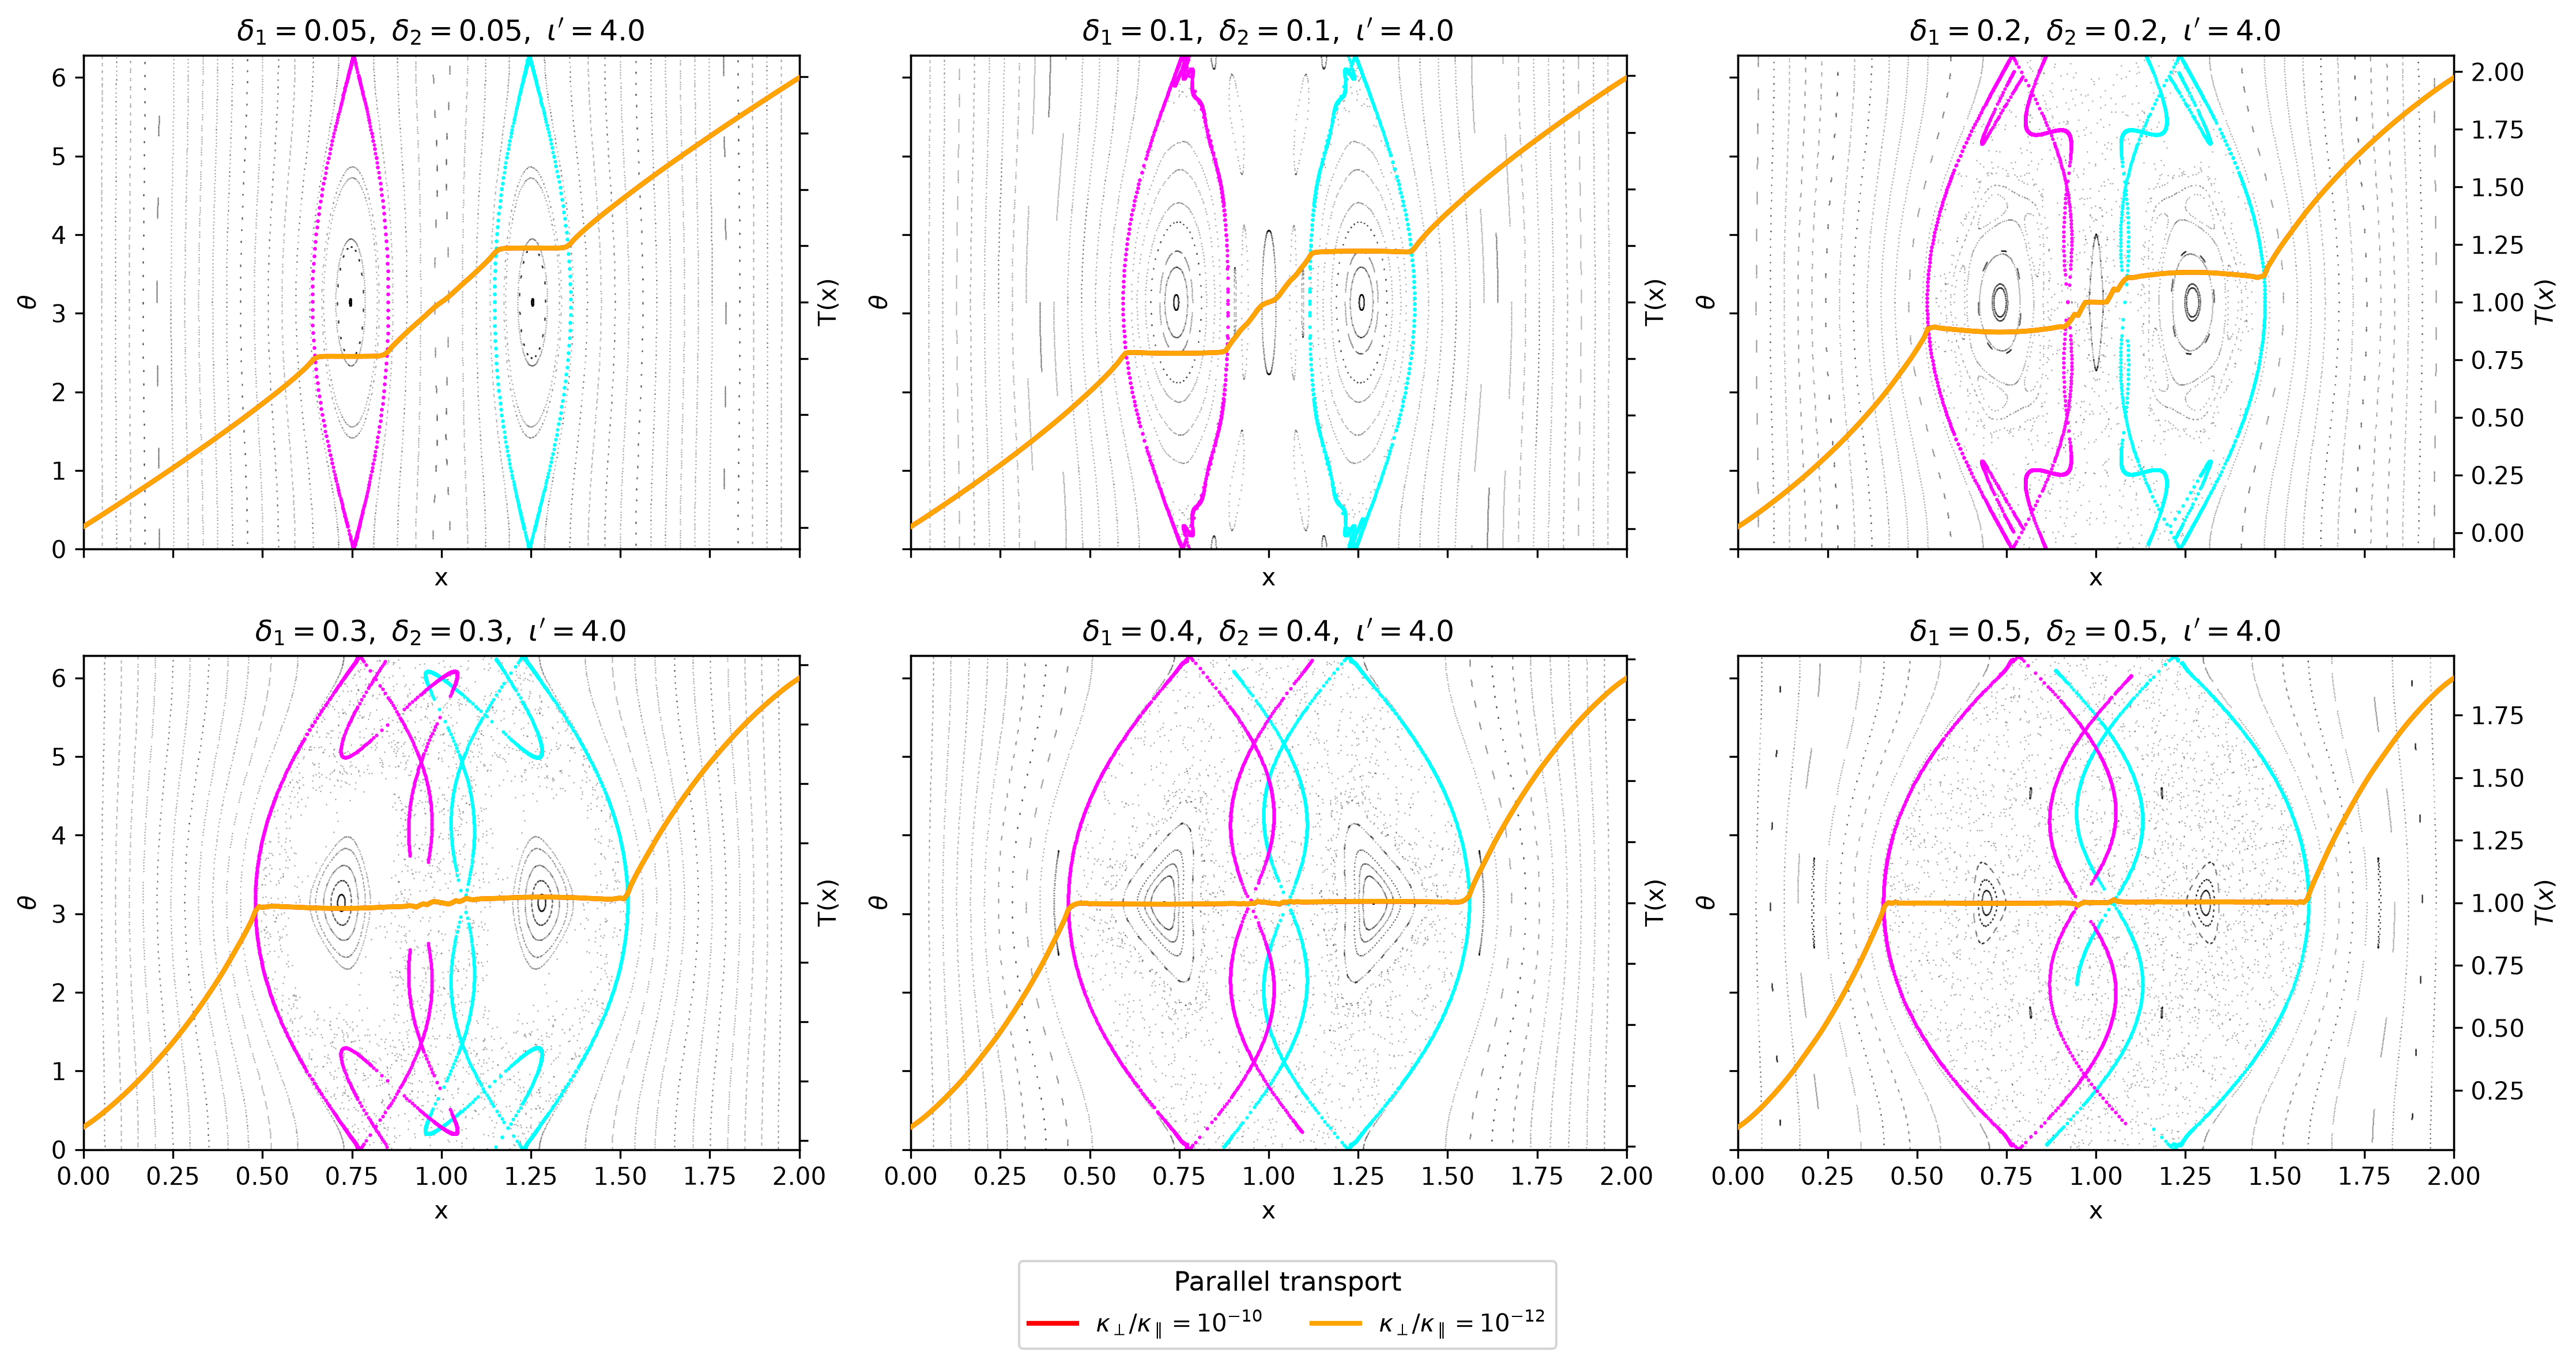 δ₁ = 0.05, δ₂ = 0.05, ι′ = 4.0
δ₁ = 0.1, δ₂ = 0.1, ι′ = 4.0
δ₁ = 0.2, δ₂ = 0.2, ι′ = 4.0
6
5
4
3
2
1
0
θ
x
T(x)
θ
x
T(x)
θ
x
2.00
1.75
1.50
1.25
1.00
0.75
0.50
0.25
0.00
T(x)
δ₁ = 0.3, δ₂ = 0.3, ι′ = 4.0
δ₁ = 0.4, δ₂ = 0.4, ι′ = 4.0
δ₁ = 0.5, δ₂ = 0.5, ι′ = 4.0
6
5
4
3
2
1
0
θ
0.00 0.25 0.50 0.75 1.00 1.25 1.50 1.75 2.00
x
T(x)
θ
0.00 0.25 0.50 0.75 1.00 1.25 1.50 1.75 2.00
x
T(x)
θ
0.00 0.25 0.50 0.75 1.00 1.25 1.50 1.75 2.00
x
1.75
1.50
1.25
1.00
0.75
0.50
0.25
T(x)
Parallel transport
κ⊥/κ∥ = 10⁻¹⁰ κ⊥/κ∥ = 10⁻¹²